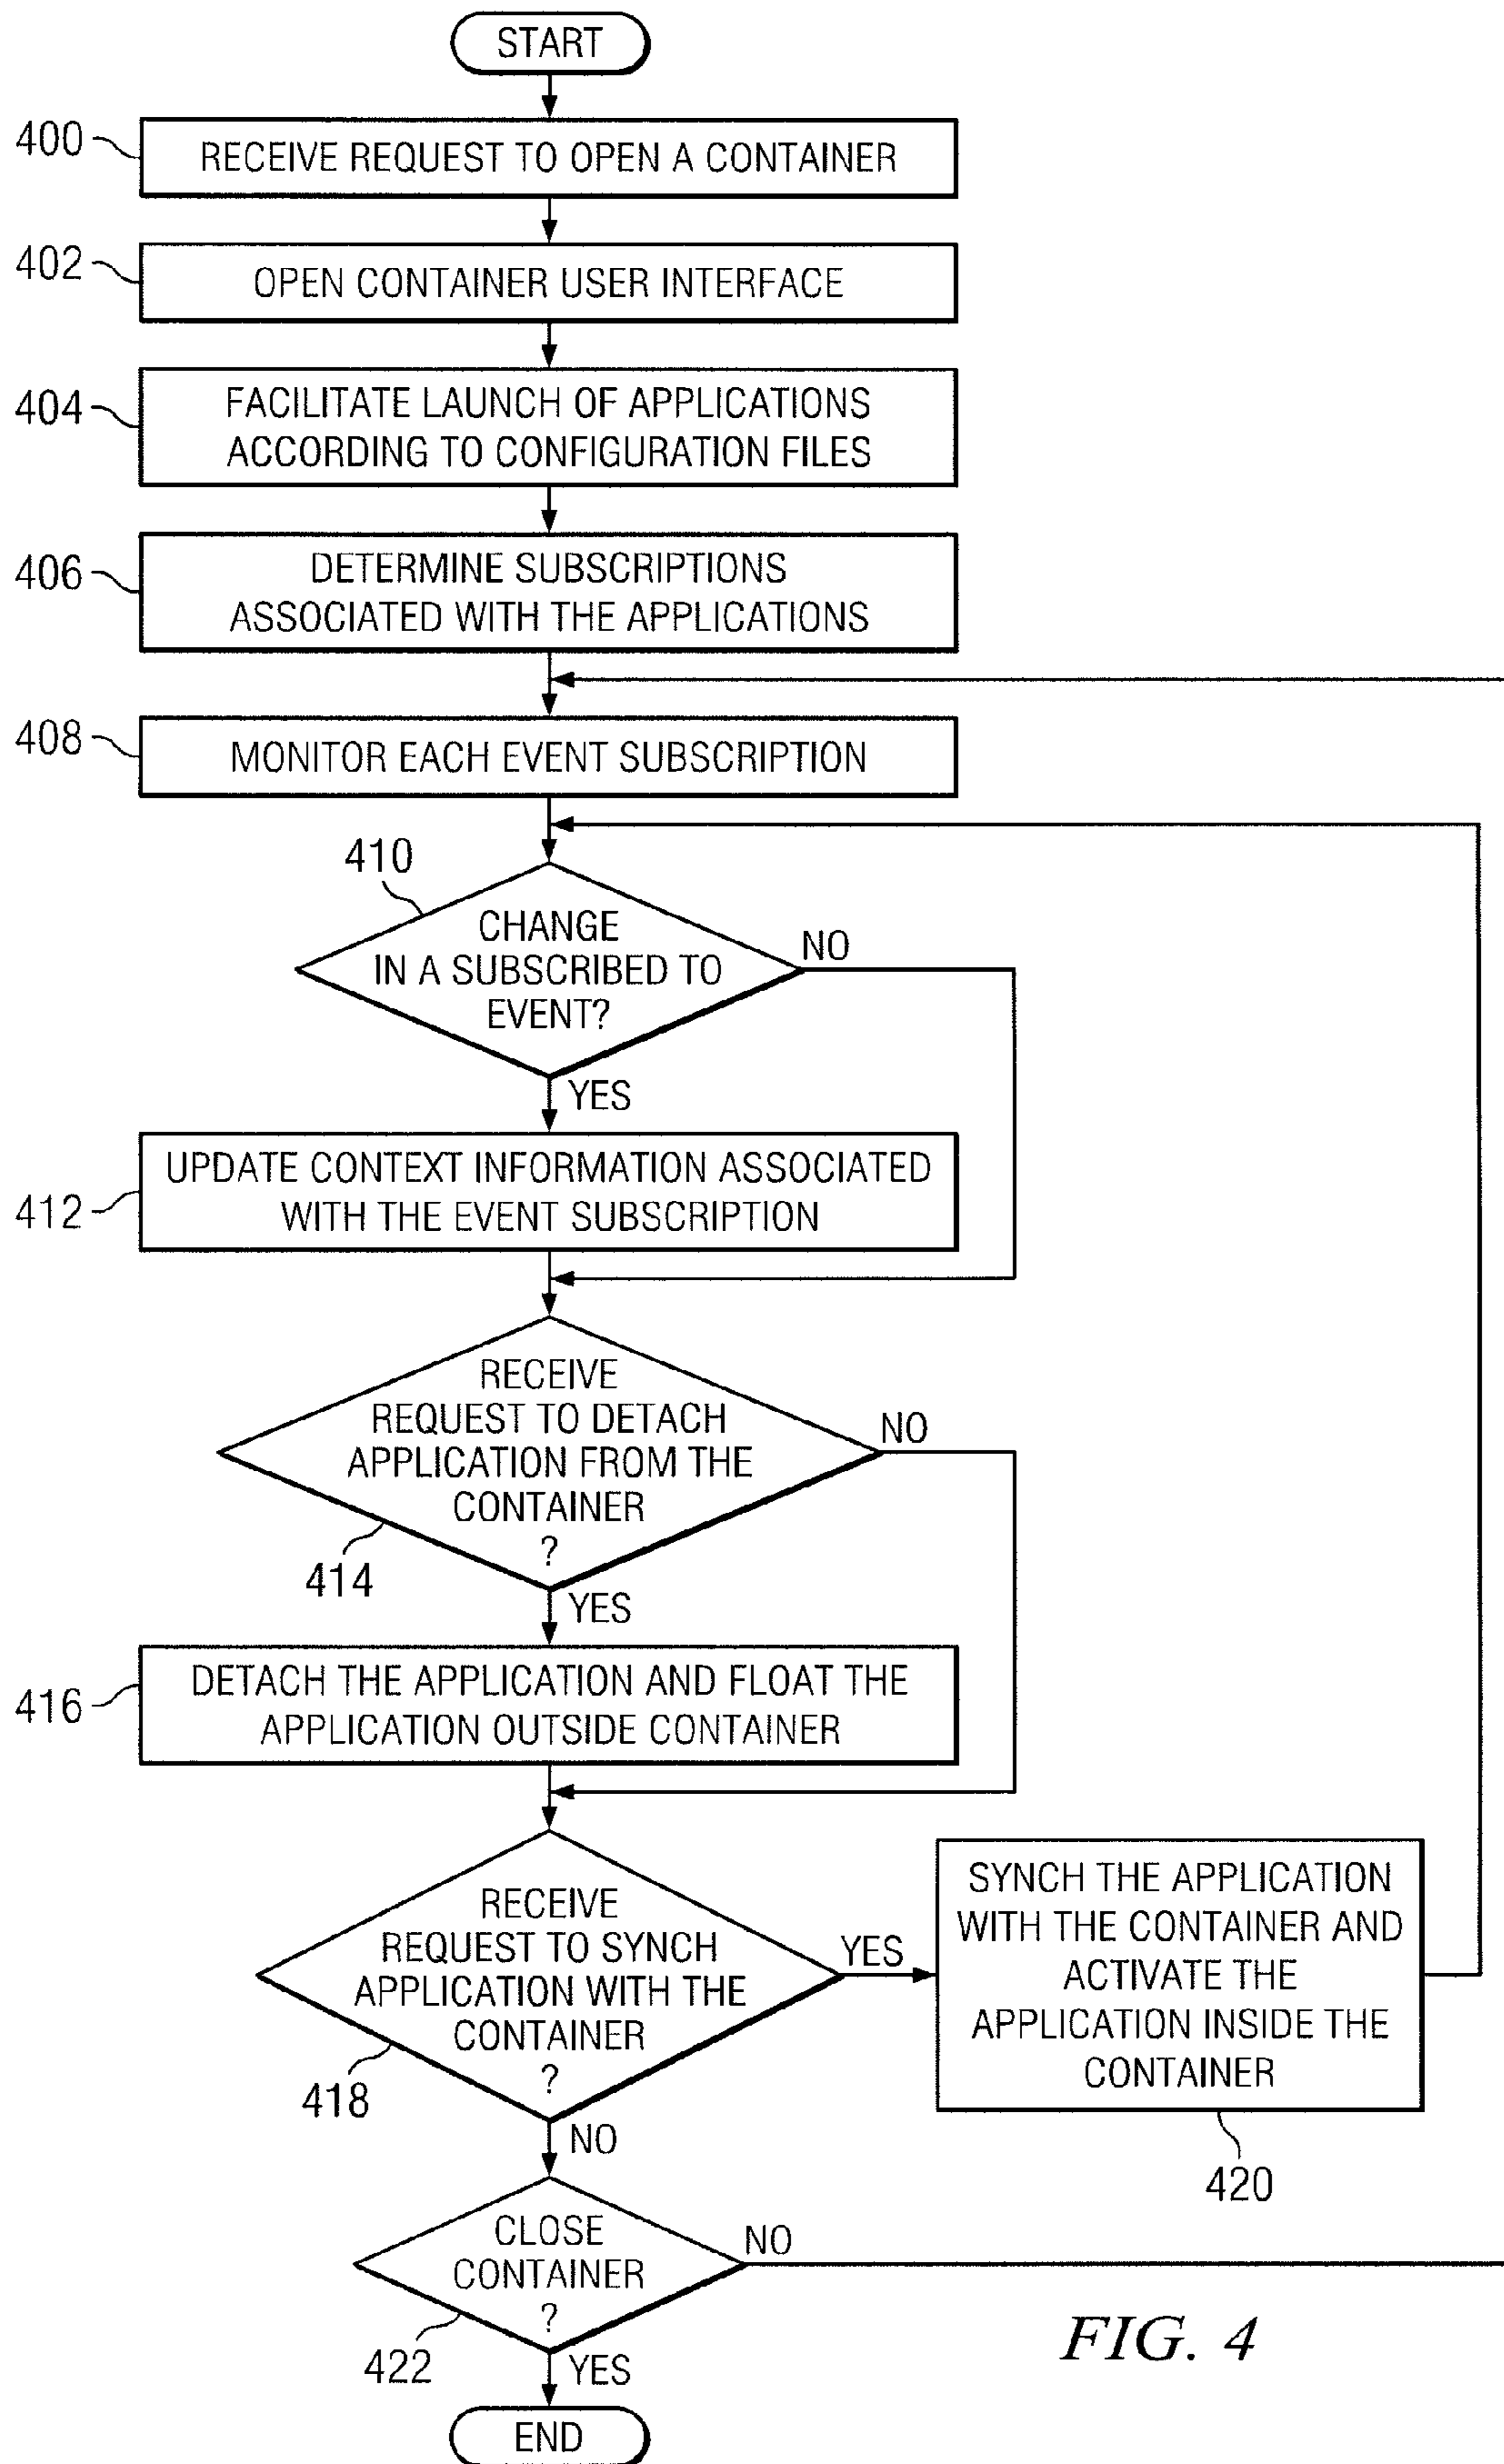 START
400
RECEIVE REQUEST TO OPEN A CONTAINER
402
OPEN CONTAINER USER INTERFACE
404
FACILITATE LAUNCH OF APPLICATIONS
ACCORDING TO CONFIGURATION FILES
406
DETERMINE SUBSCRIPTIONS
ASSOCIATED WITH THE APPLICATIONS
408
MONITOR EACH EVENT SUBSCRIPTION
410
CHANGE
IN A SUBSCRIBED TO
EVENT?
NO
YES
412
UPDATE CONTEXT INFORMATION ASSOCIATED
WITH THE EVENT SUBSCRIPTION
RECEIVE
REQUEST TO DETACH
APPLICATION FROM THE
CONTAINER
?
NO
414
YES
416
DETACH THE APPLICATION AND FLOAT THE
APPLICATION OUTSIDE CONTAINER
RECEIVE
REQUEST TO SYNCH
APPLICATION WITH THE
CONTAINER
?
YES
418
NO
SYNCH THE APPLICATION
WITH THE CONTAINER AND
ACTIVATE THE
APPLICATION INSIDE THE
CONTAINER
420
CLOSE
CONTAINER
?
NO
422
YES
END
FIG. 4